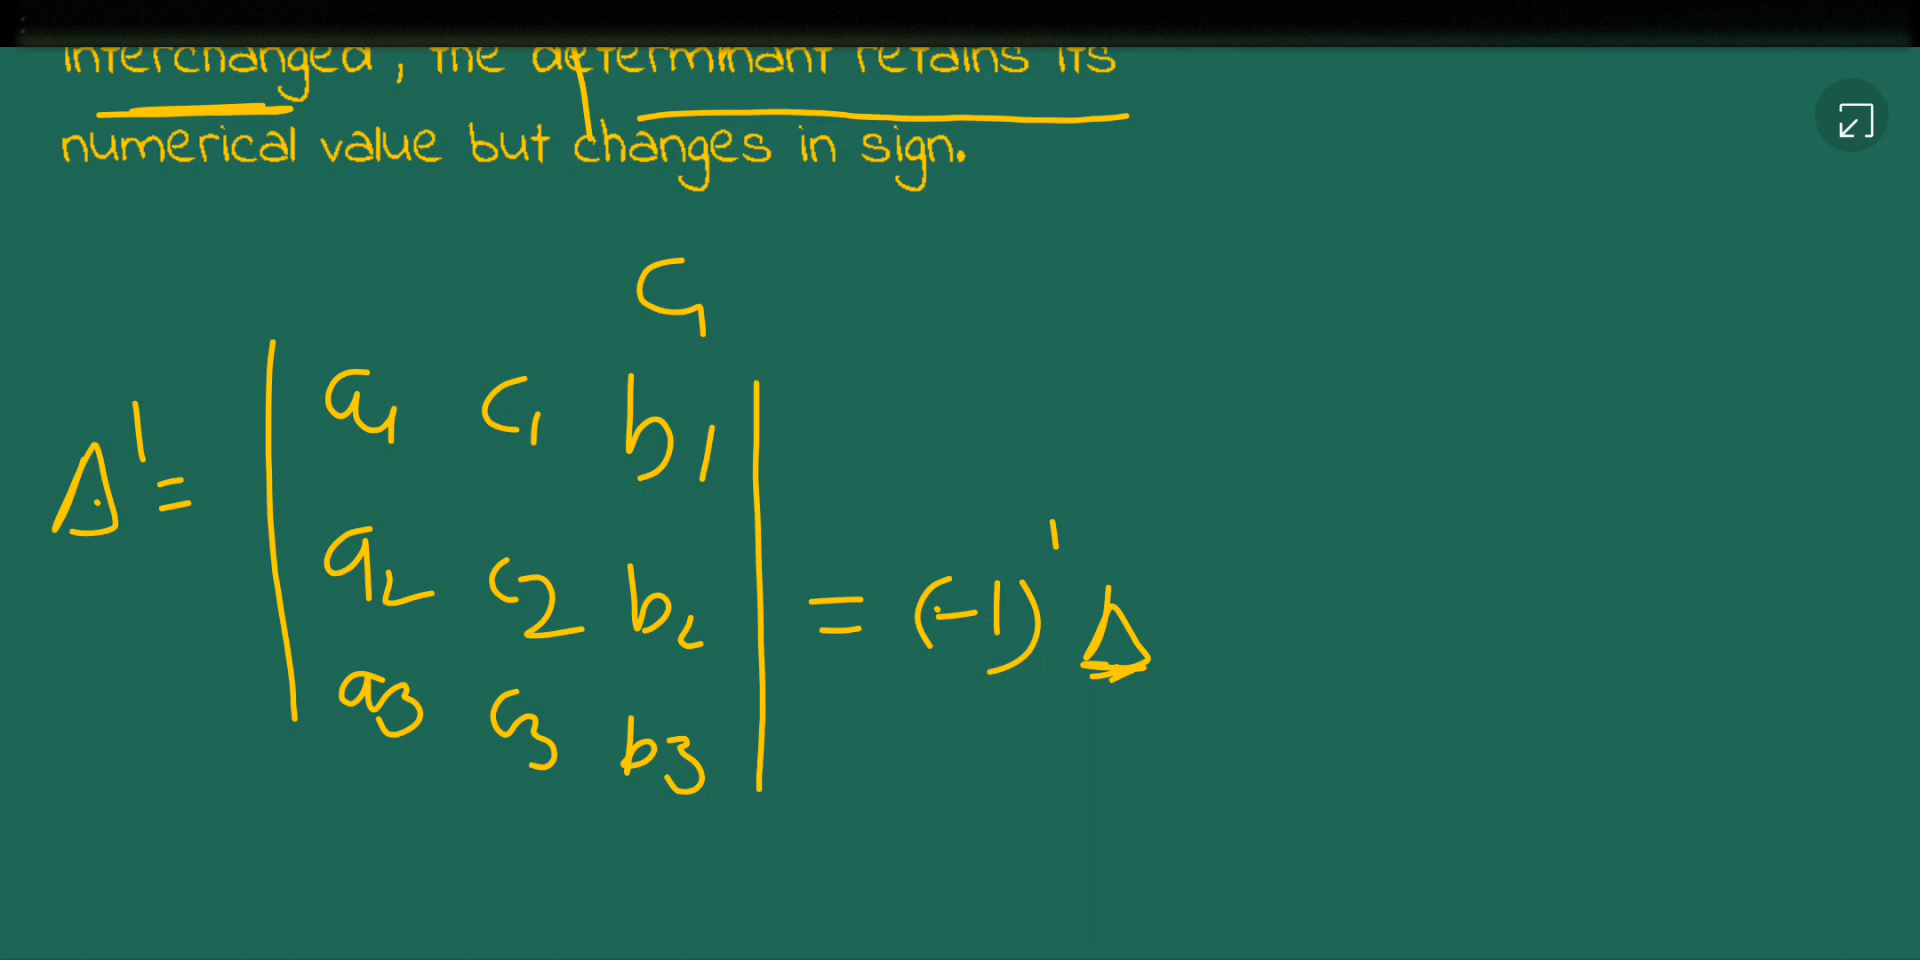 interchanged, the determinant retains its
numerical value but changes in sign.
C₁
a₁ c₁ b₁
Δ' =
a₂ c₂ b₂ = (-1)¹ Δ
a₃ c₃ b₃